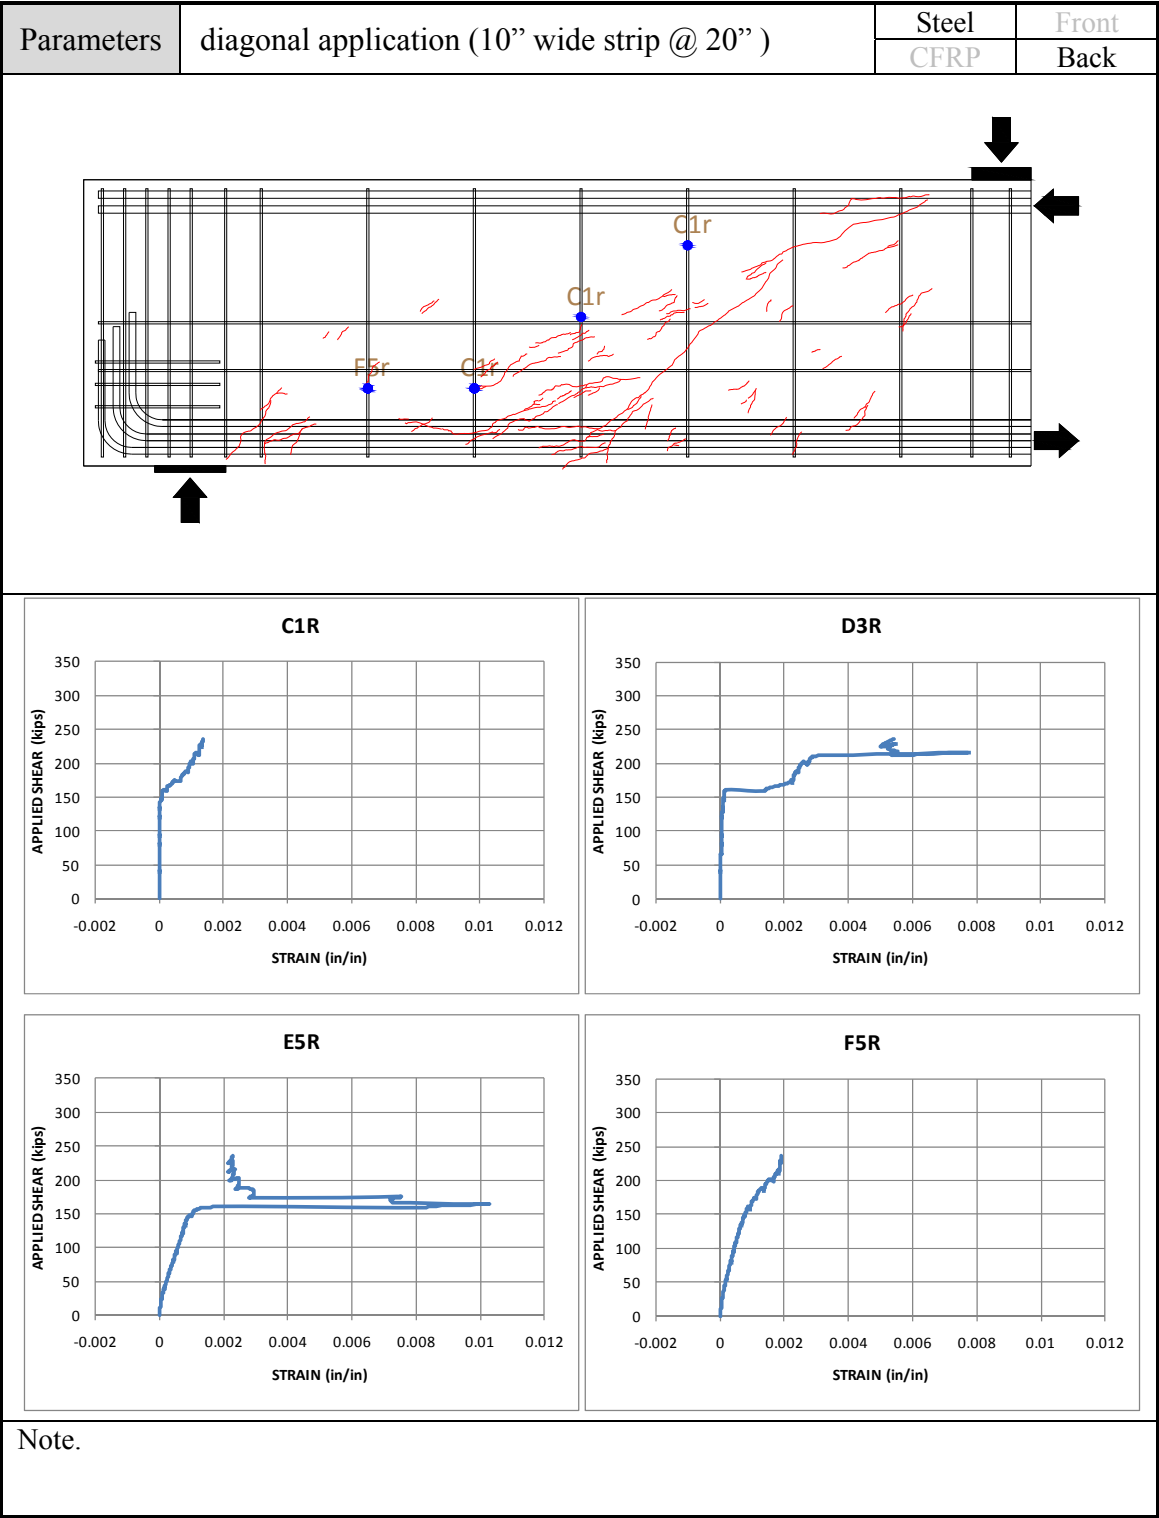 Parameters diagonal application (10” wide strip @ 20” ) Steel Front
CFRP Back
C1r
C1r
F5r C1r
C1R
APPLIED SHEAR (kips)
350
300
250
200
150
100
50
0
-0.002 0 0.002 0.004 0.006 0.008 0.01 0.012
STRAIN (in/in)
D3R
APPLIED SHEAR (kips)
350
300
250
200
150
100
50
0
-0.002 0 0.002 0.004 0.006 0.008 0.01 0.012
STRAIN (in/in)
E5R
APPLIED SHEAR (kips)
350
300
250
200
150
100
50
0
-0.002 0 0.002 0.004 0.006 0.008 0.01 0.012
STRAIN (in/in)
F5R
APPLIED SHEAR (kips)
350
300
250
200
150
100
50
0
-0.002 0 0.002 0.004 0.006 0.008 0.01 0.012
STRAIN (in/in)
Note.